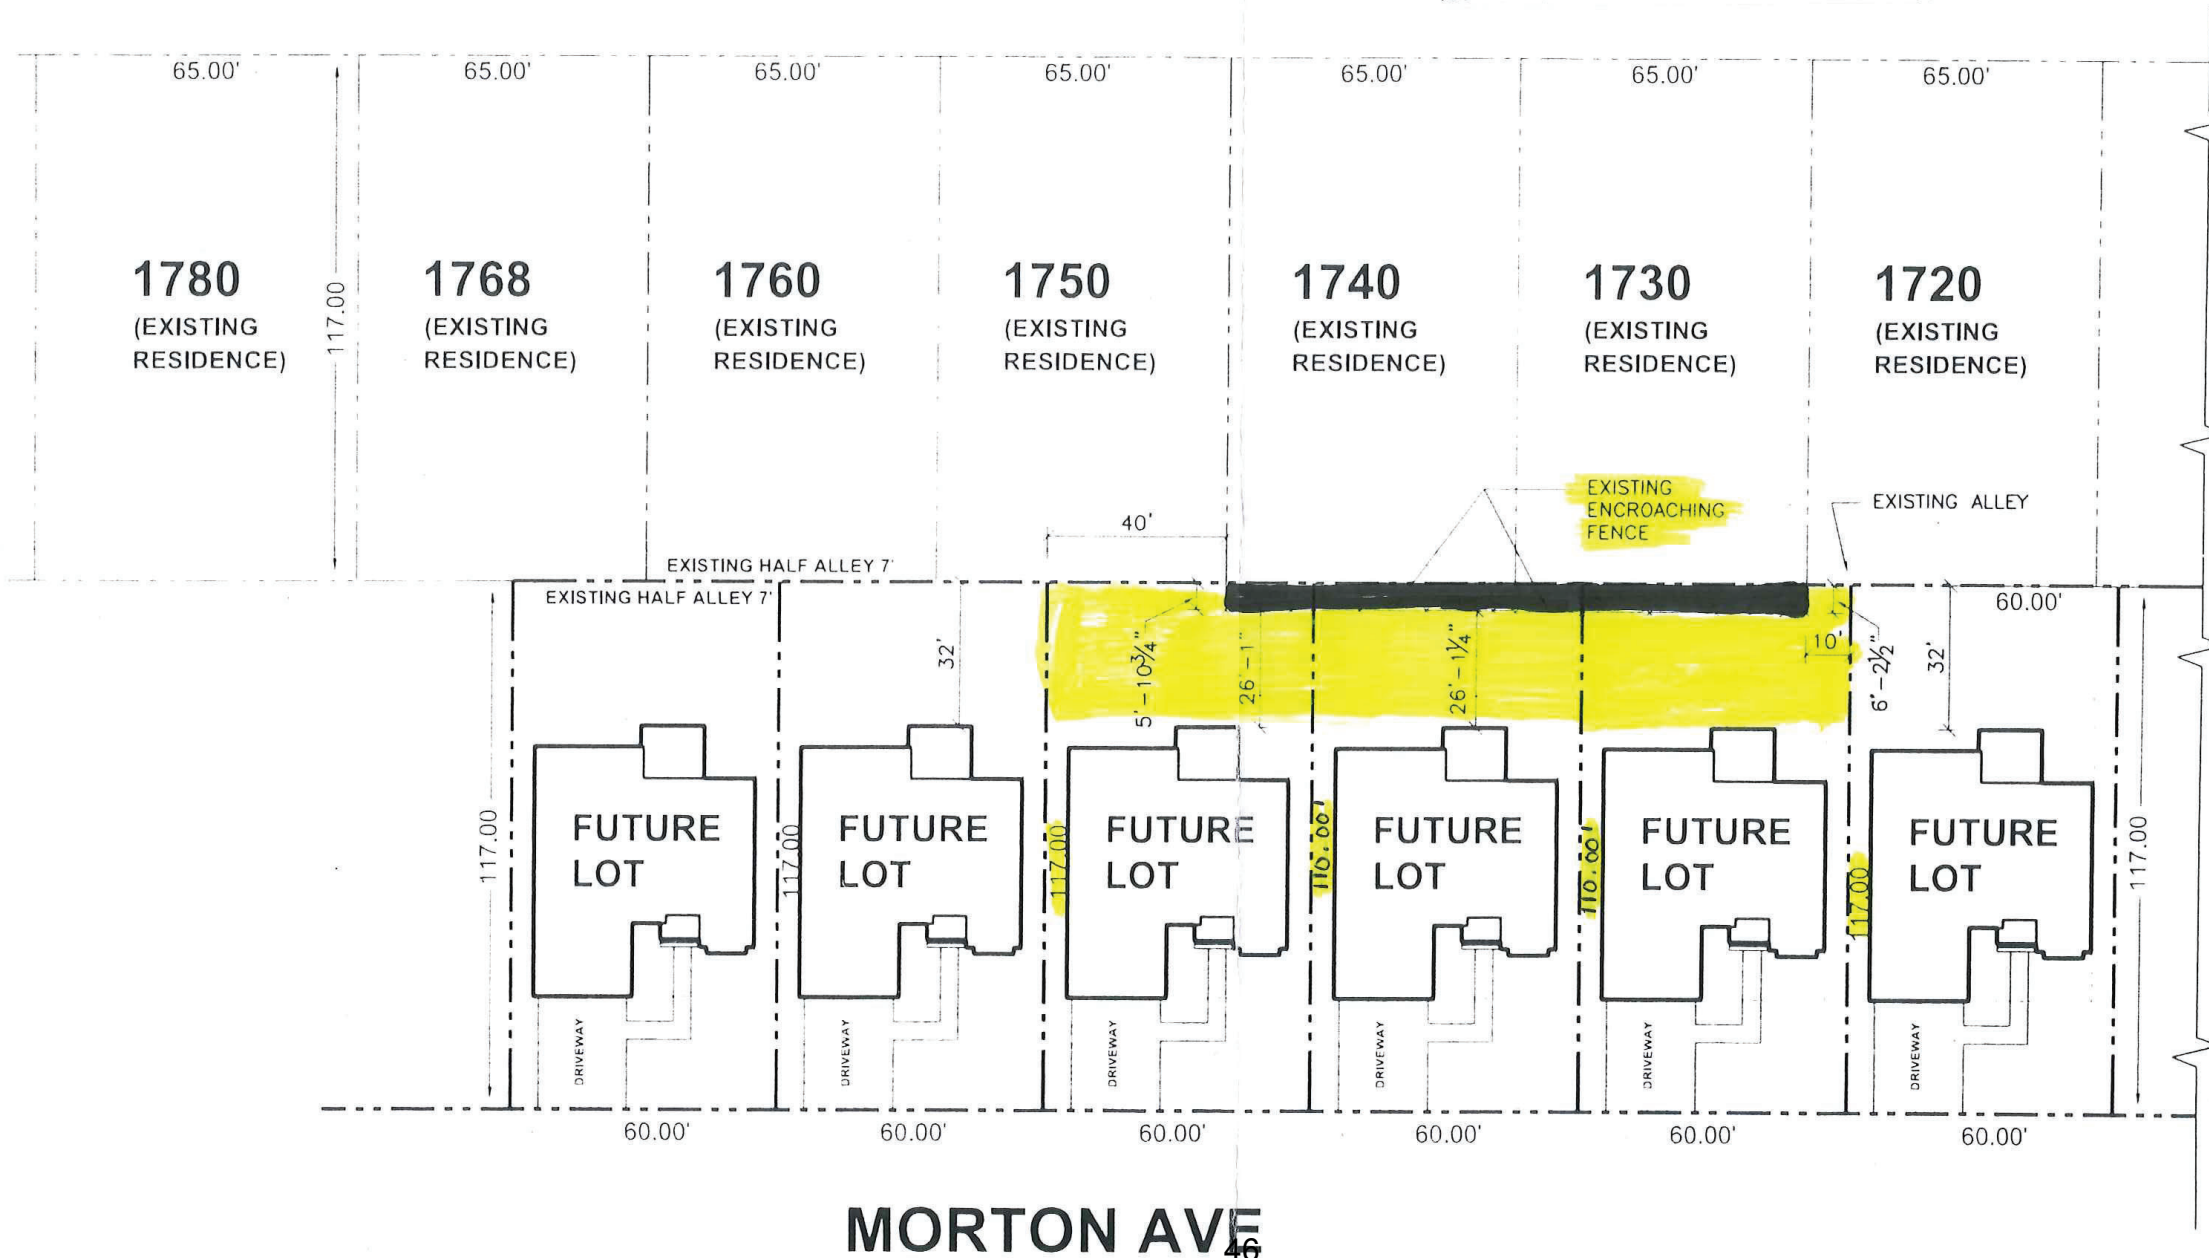 65.00' 65.00' 65.00' 65.00' 65.00' 65.00' 65.00'
1780
(EXISTING
RESIDENCE)
117.00
1768
(EXISTING
RESIDENCE)
1760
(EXISTING
RESIDENCE)
1750
(EXISTING
RESIDENCE)
1740
(EXISTING
RESIDENCE)
1730
(EXISTING
RESIDENCE)
1720
(EXISTING
RESIDENCE)
EXISTING
ENCROACHING
FENCE
EXISTING ALLEY
40'
EXISTING HALF ALLEY 7'
EXISTING HALF ALLEY 7'
60.00'
32'
5'-10¾"
26'-1"
26'-1¼"
10'
6'-2½"
32'
117.00
FUTURE
LOT
117.00
FUTURE
LOT
117.00
FUTURE
LOT
110.00'
FUTURE
LOT
110.00'
FUTURE
LOT
117.00
FUTURE
LOT
117.00
DRIVEWAY
DRIVEWAY
DRIVEWAY
DRIVEWAY
DRIVEWAY
DRIVEWAY
60.00' 60.00' 60.00' 60.00' 60.00' 60.00'
MORTON AVE
46